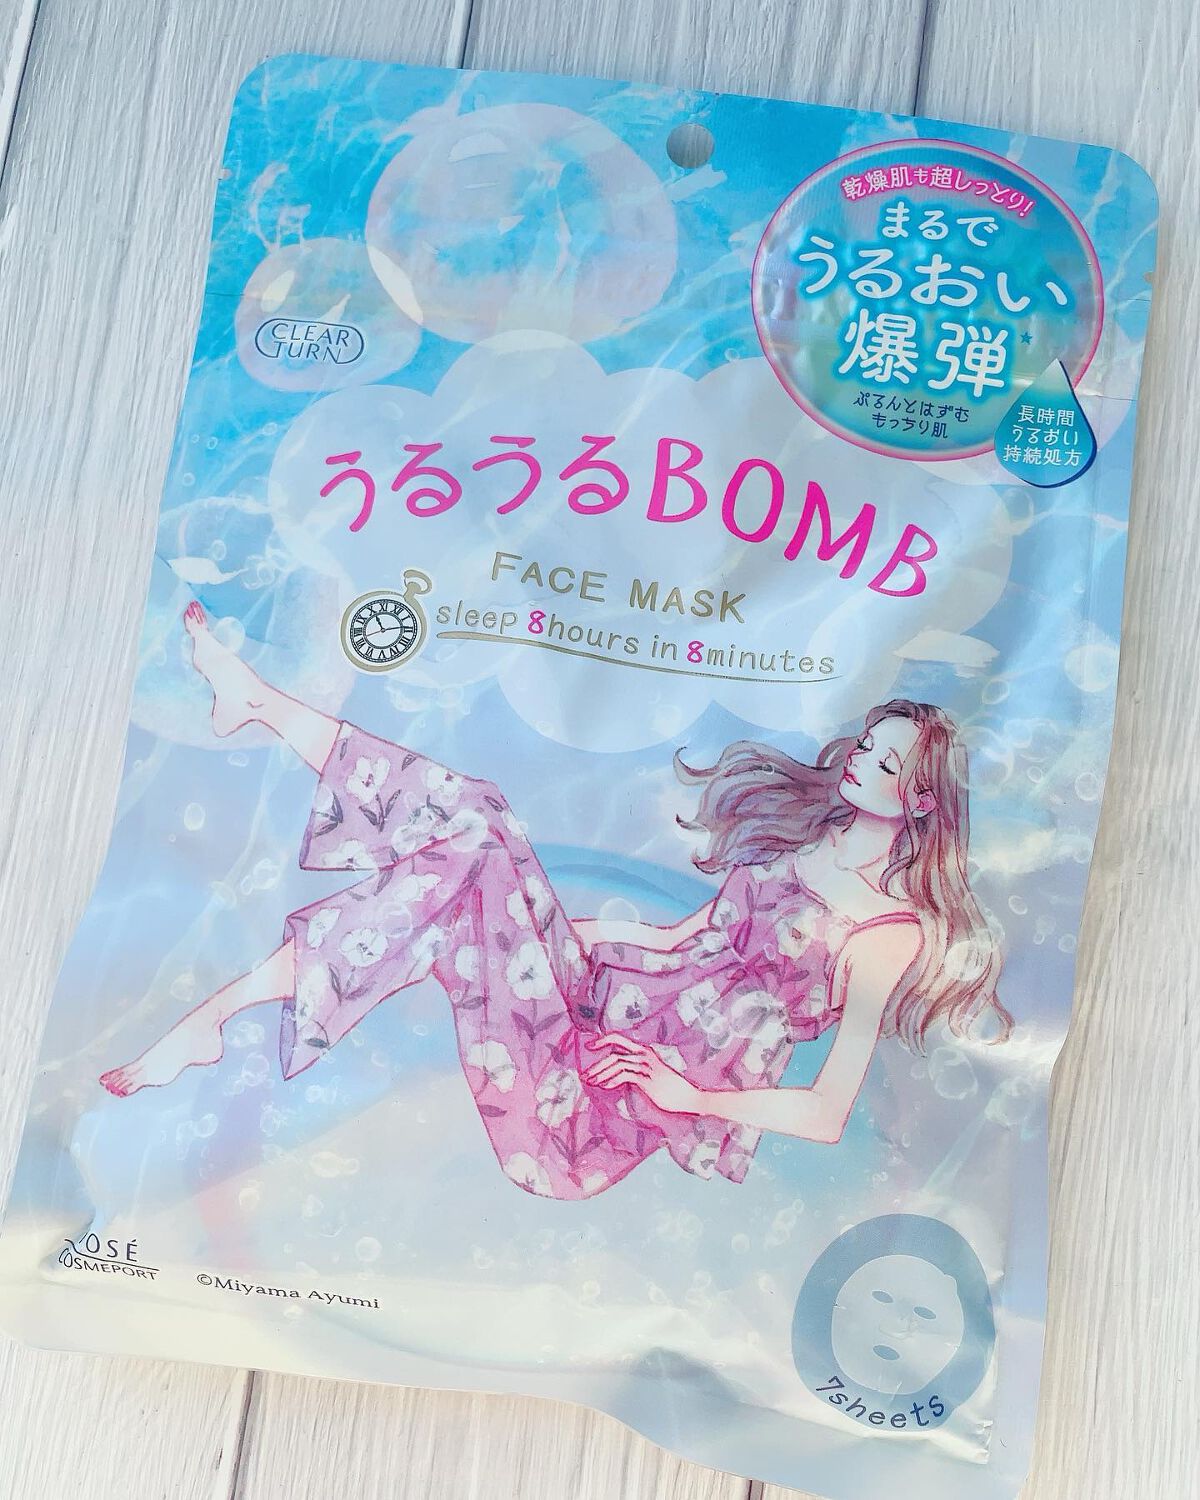 乾燥肌も超しっとり!
まるで
うるおい
爆弾
ぷるんとはずむ
もっちり肌
長時間
うるおい
持続処方
CLEAR
TURN
うるうるBOMB
FACE MASK
sleep 8hours in 8minutes
KOSÉ
COSMEPORT
©Miyama Ayumi
7sheets